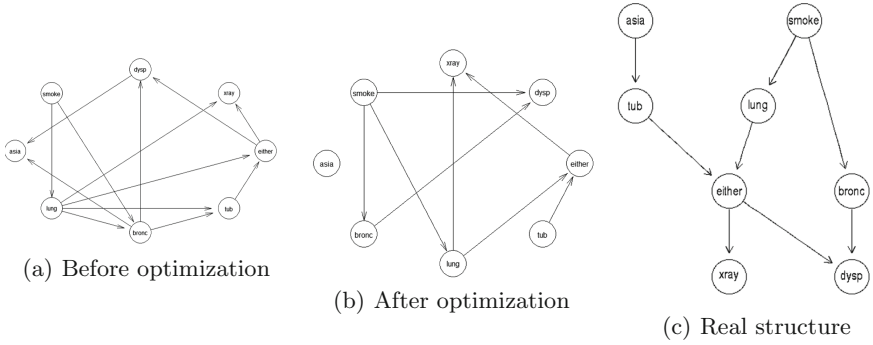 dysp
smoke
xray
asia
either
lung
tub
bronc
(a) Before optimization
xray
smoke
dysp
asia
either
bronc
tub
lung
(b) After optimization
asia
smoke
tub
lung
either
bronc
xray
dysp
(c) Real structure